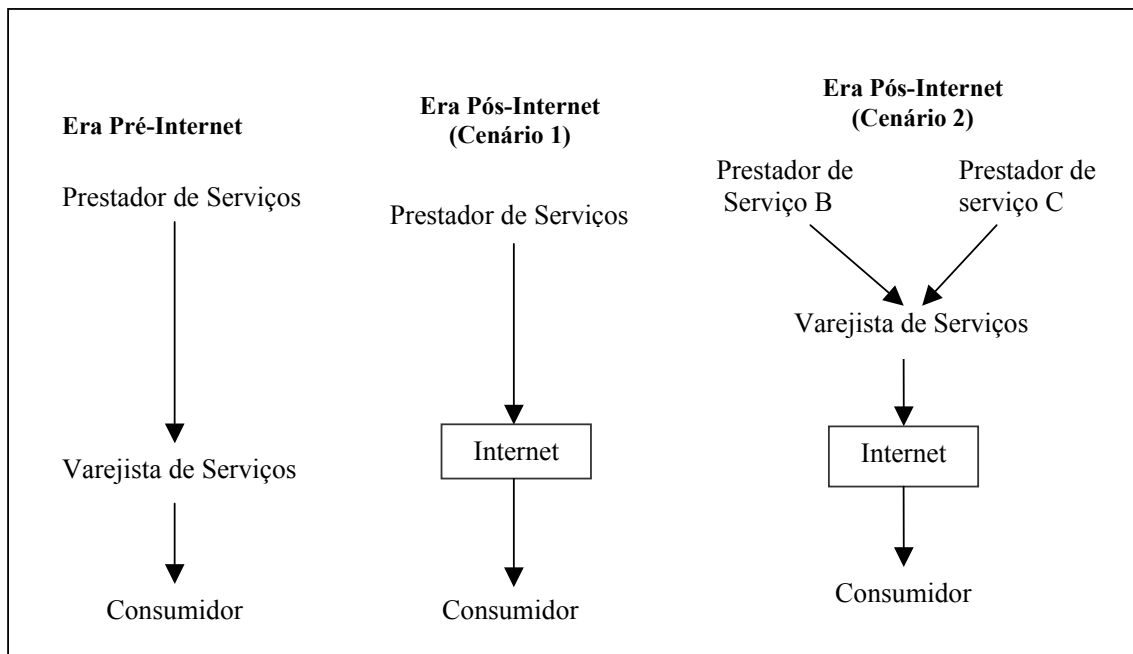 Era Pré-Internet
Prestador de Serviços
Varejista de Serviços
Consumidor
Era Pós-Internet
(Cenário 1)
Prestador de Serviços
Internet
Consumidor
Era Pós-Internet
(Cenário 2)
Prestador de
Serviço B
Prestador de
serviço C
Varejista de Serviços
Internet
Consumidor